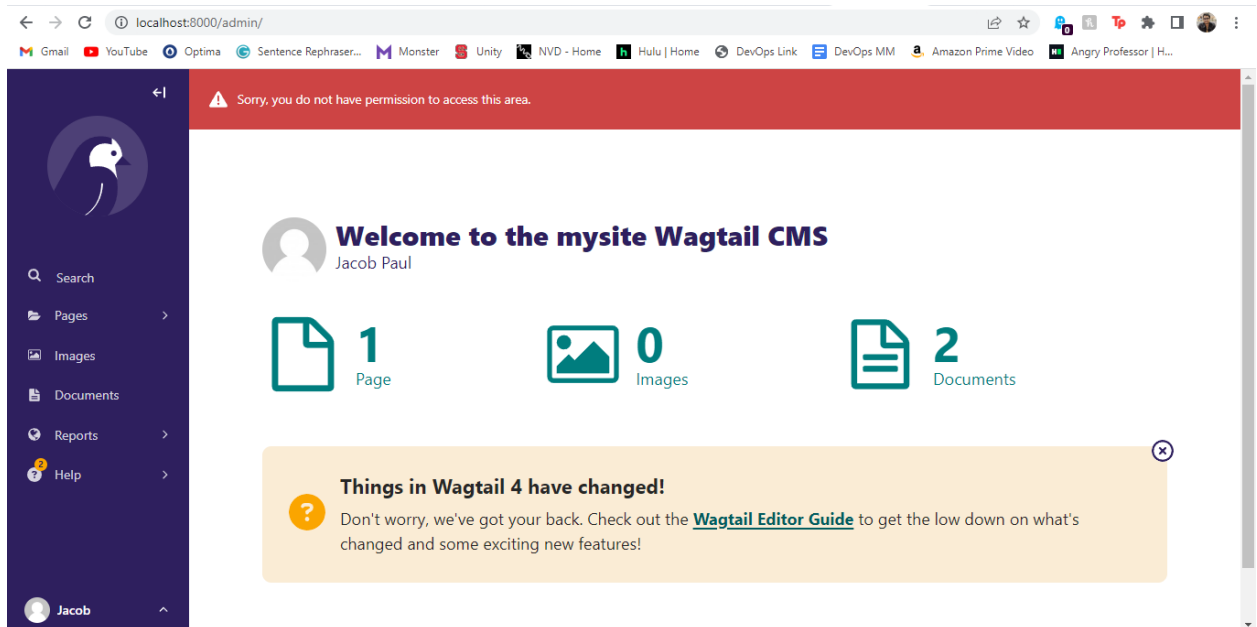 localhost:8000/admin/
0
Tp
Gmail
YouTube
Optima
Sentence Rephraser...
Monster
Unity
NVD - Home
Hulu | Home
DevOps Link
DevOps MM
Amazon Prime Video
Angry Professor | H...
Sorry, you do not have permission to access this area.
Welcome to the mysite Wagtail CMS
Jacob Paul
Search
Pages
Images
Documents
Reports
2
Help
1
Page
0
Images
2
Documents
Things in Wagtail 4 have changed!
Don't worry, we've got your back. Check out the Wagtail Editor Guide to get the low down on what's
changed and some exciting new features!
Jacob